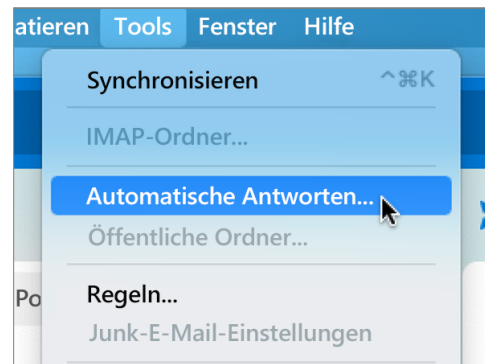 atieren Tools Fenster Hilfe
Synchronisieren ^⌘K
IMAP-Ordner...
Automatische Antworten...
Öffentliche Ordner...
Po Regeln...
Junk-E-Mail-Einstellungen